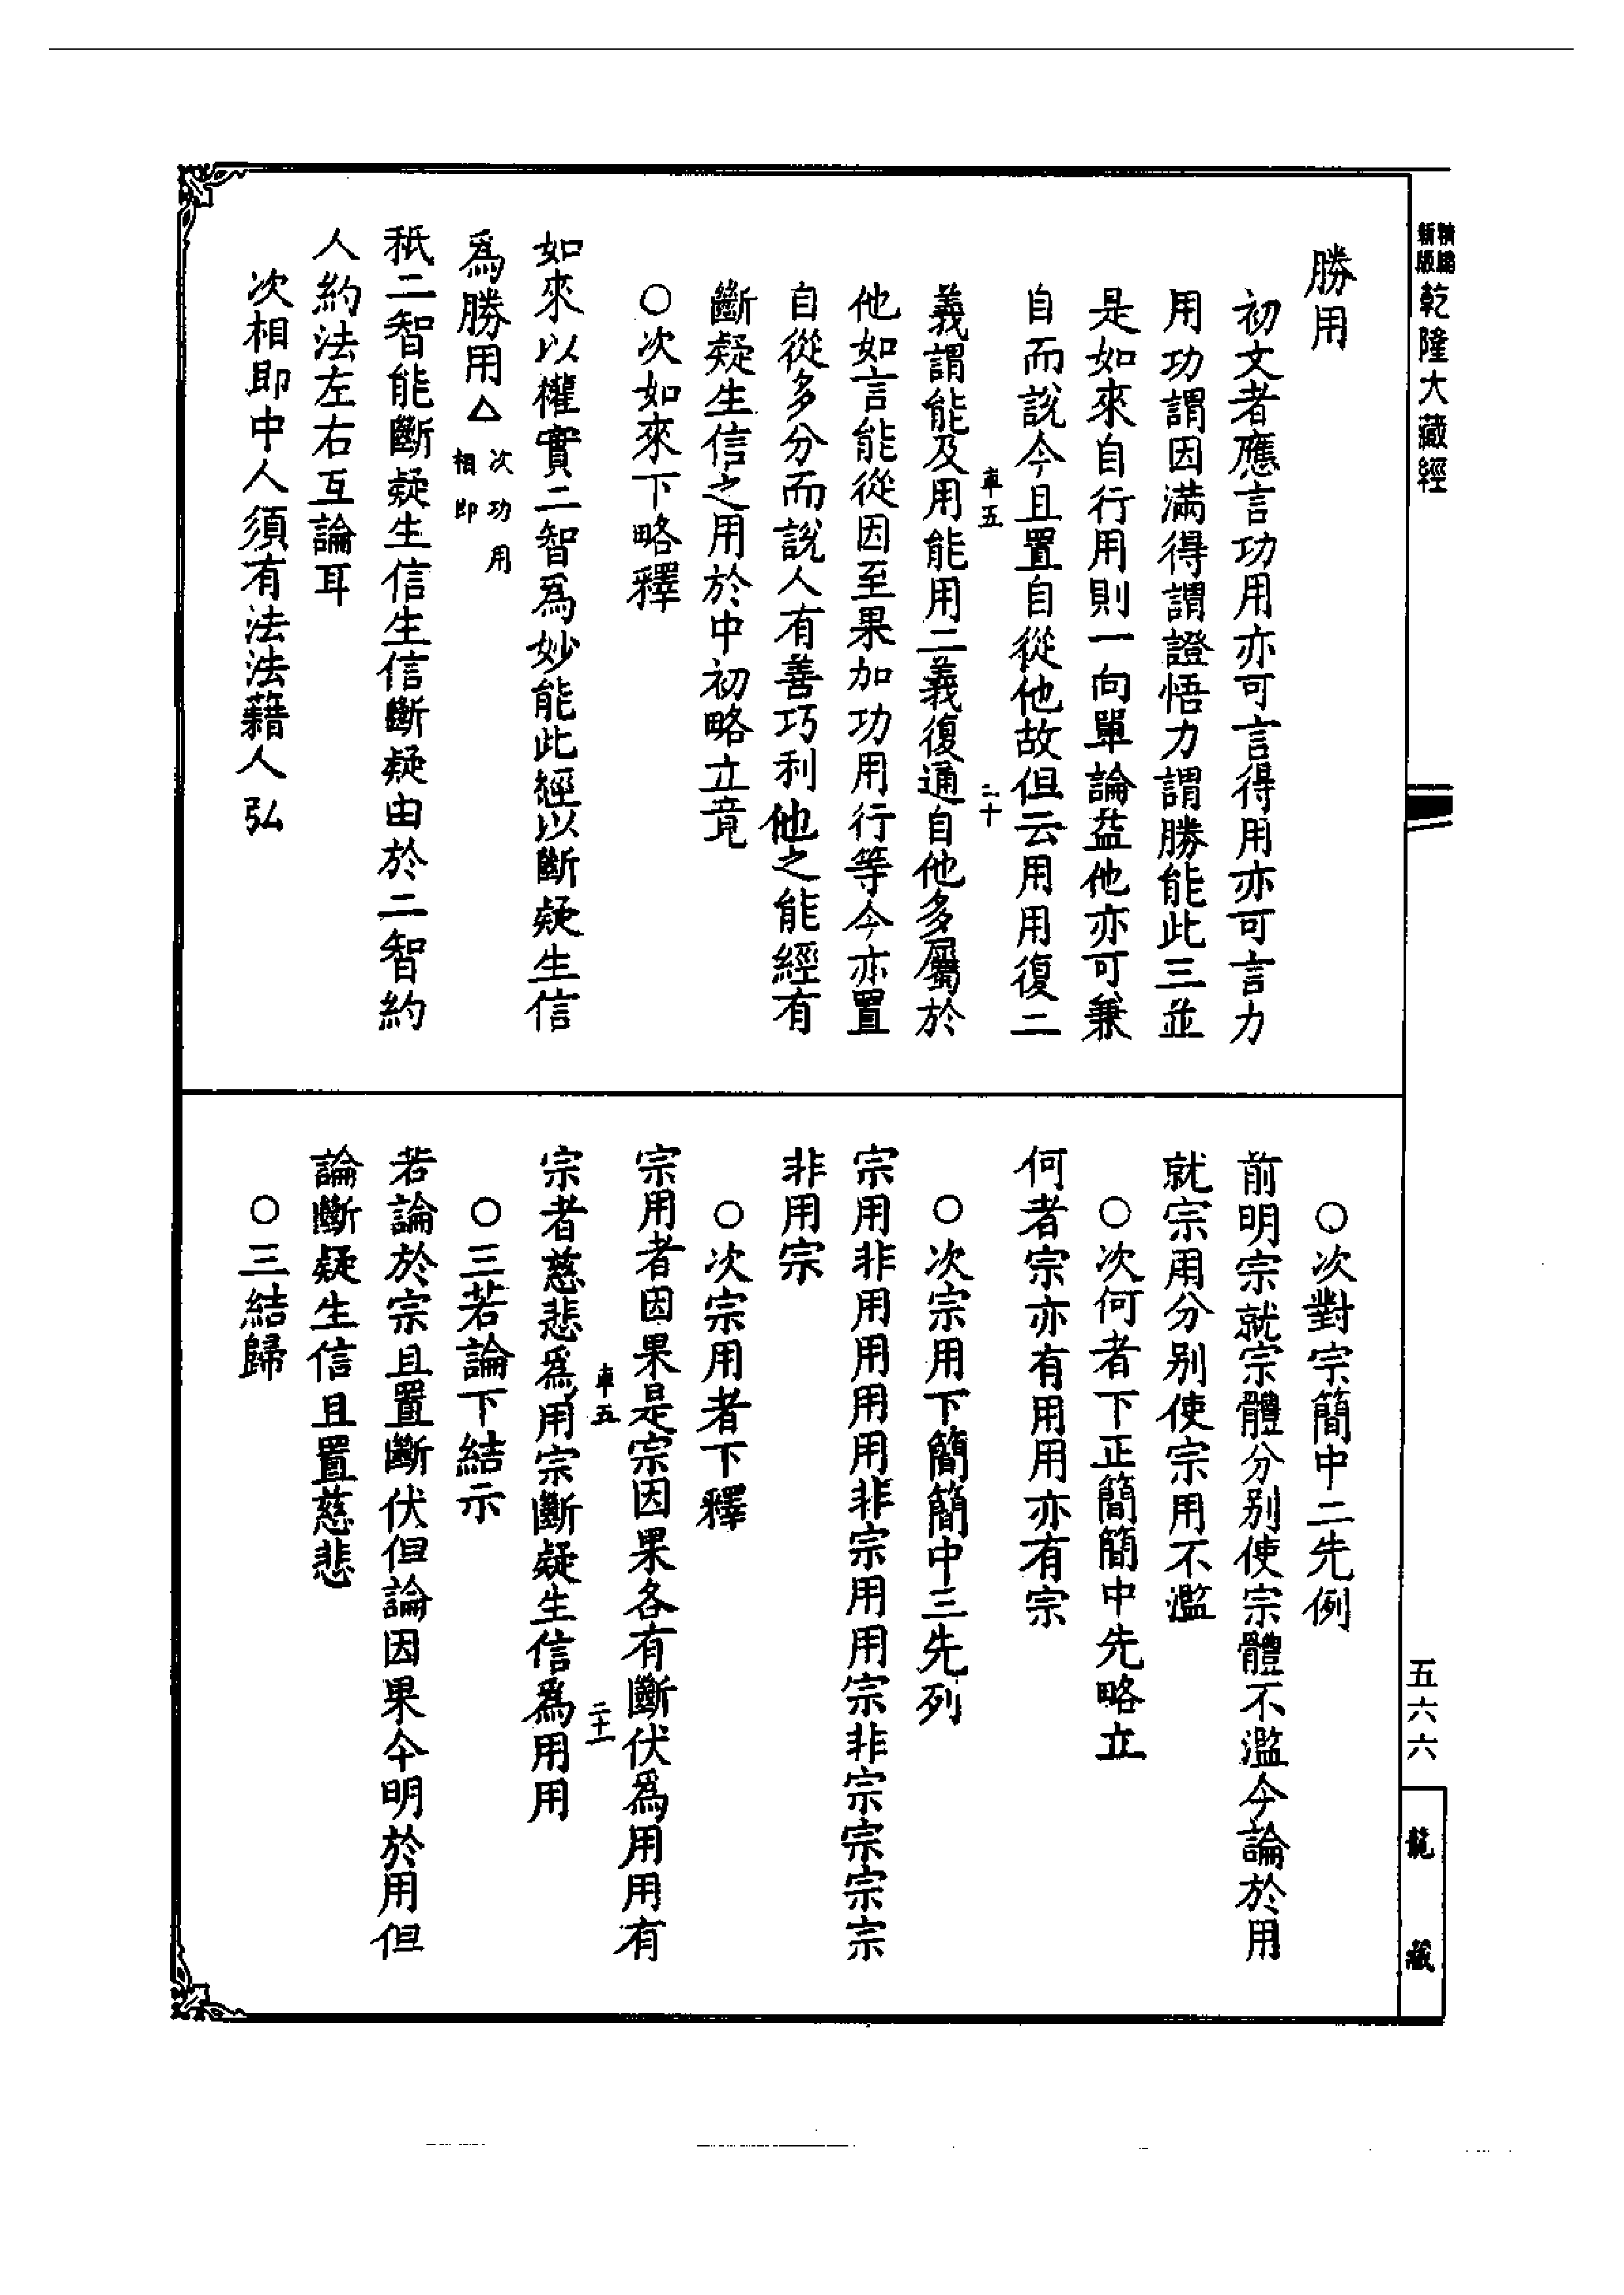 新版
乾隆大藏經
勝用
初文者應言功用亦可言得用亦可言力
用功謂因滿得謂證悟力謂勝能此三並
是如來自行用則一向單論益他亦可兼
自而說今且置自從他故但云用用復二
車五
二十
義謂能及用能用二義復通自他多屬於
他如言能從因至果加功用行等今亦置
自從多分而說人有善巧利他之能經有
斷疑生信之用於中初略立竟
○次如來下略釋
如來以權實二智為妙能此經以斷疑生信
爲勝用△
次功用
相即
秖二智能斷疑生信生信斷疑由於二智約
人約法左右互論耳
次相即中人須有法法藉人弘
○次對宗簡中二先例
前明宗就宗體分別使宗體不濫今論於用
就宗用分別使宗用不濫
○次何者下正簡簡中先略立
何者宗亦有用用亦有宗
○次宗用下簡簡中三先列
宗用非用用用用非宗用用宗非宗宗宗宗
非用宗
○次宗用者下釋
宗用者因果是宗因果各有斷伏爲用用有
車五
二十一
宗者慈悲爲用宗斷疑生信爲用用
○三若論下結示
若論於宗且置斷伏但論因果今明於用但
論斷疑生信且置慈悲
○三結歸
五六六
龍藏